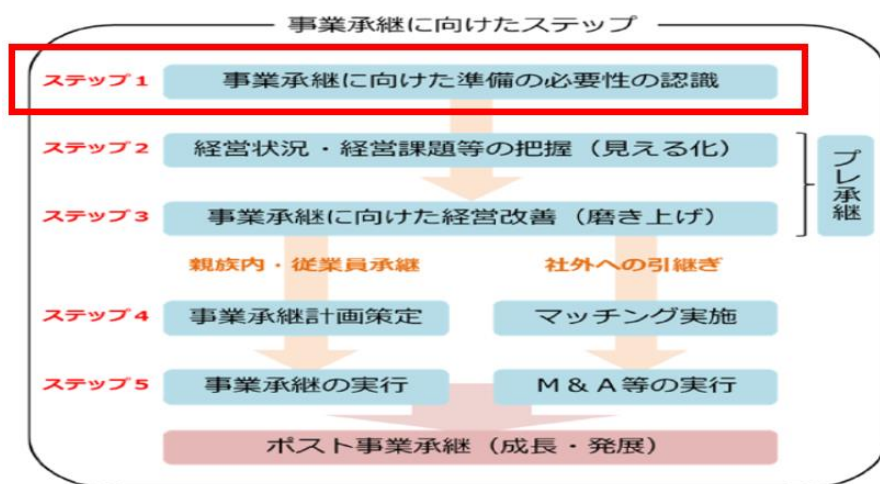 事業承継に向けたステップ
ステップ1 事業承継に向けた準備の必要性の認識
ステップ2 経営状況・経営課題等の把握（見える化）
プレ承継
ステップ3 事業承継に向けた経営改善（磨き上げ）
親族内・従業員承継 社外への引継ぎ
ステップ4 事業承継計画策定 マッチング実施
ステップ5 事業承継の実行 M&A等の実行
ポスト事業承継（成長・発展）